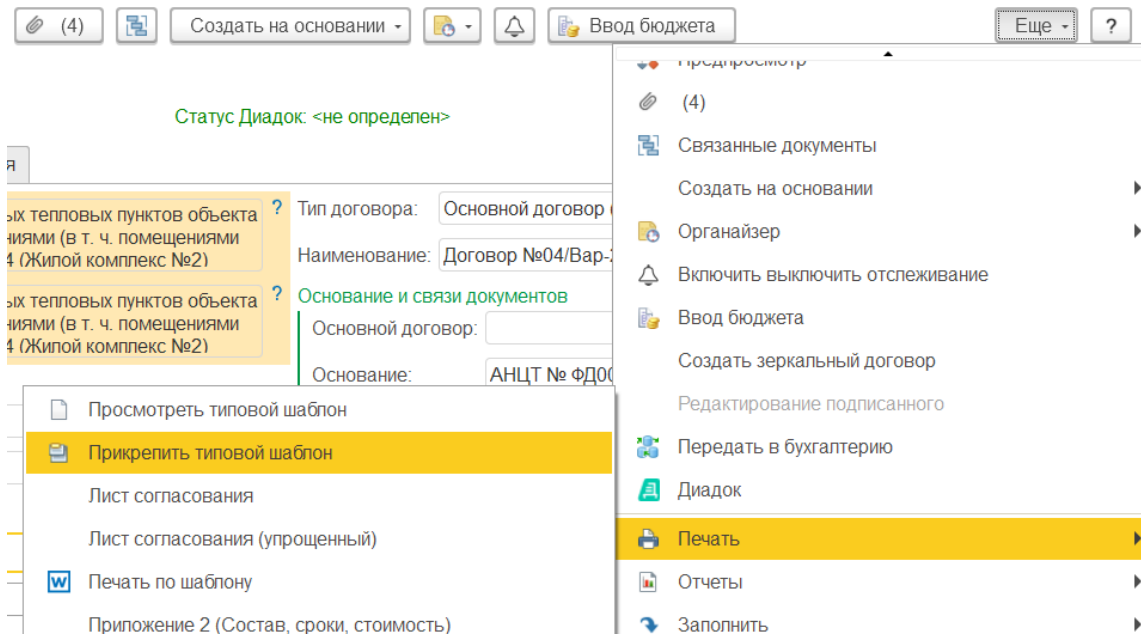 (4)
Создать на основании
Ввод бюджета
Еще
?
Предпросмотр
(4)
Статус Диадок: <не определен>
Связанные документы
я
Создать на основании
ых тепловых пунктов объекта
ниями (в т. ч. помещениями
4 (Жилой комплекс №2)
?
Тип договора:
Основной договор (
Органайзер
Наименование:
Договор №04/Вар-2
Включить выключить отслеживание
ых тепловых пунктов объекта
ниями (в т. ч. помещениями
4 (Жилой комплекс №2)
?
Основание и связи документов
Ввод бюджета
Основной договор:
Создать зеркальный договор
Основание:
АНЦТ № ФД00
Редактирование подписанного
Передать в бухгалтерию
Диадок
Печать
Отчеты
Заполнить
Просмотреть типовой шаблон
Прикрепить типовой шаблон
Лист согласования
Лист согласования (упрощенный)
Печать по шаблону
Приложение 2 (Состав, сроки, стоимость)